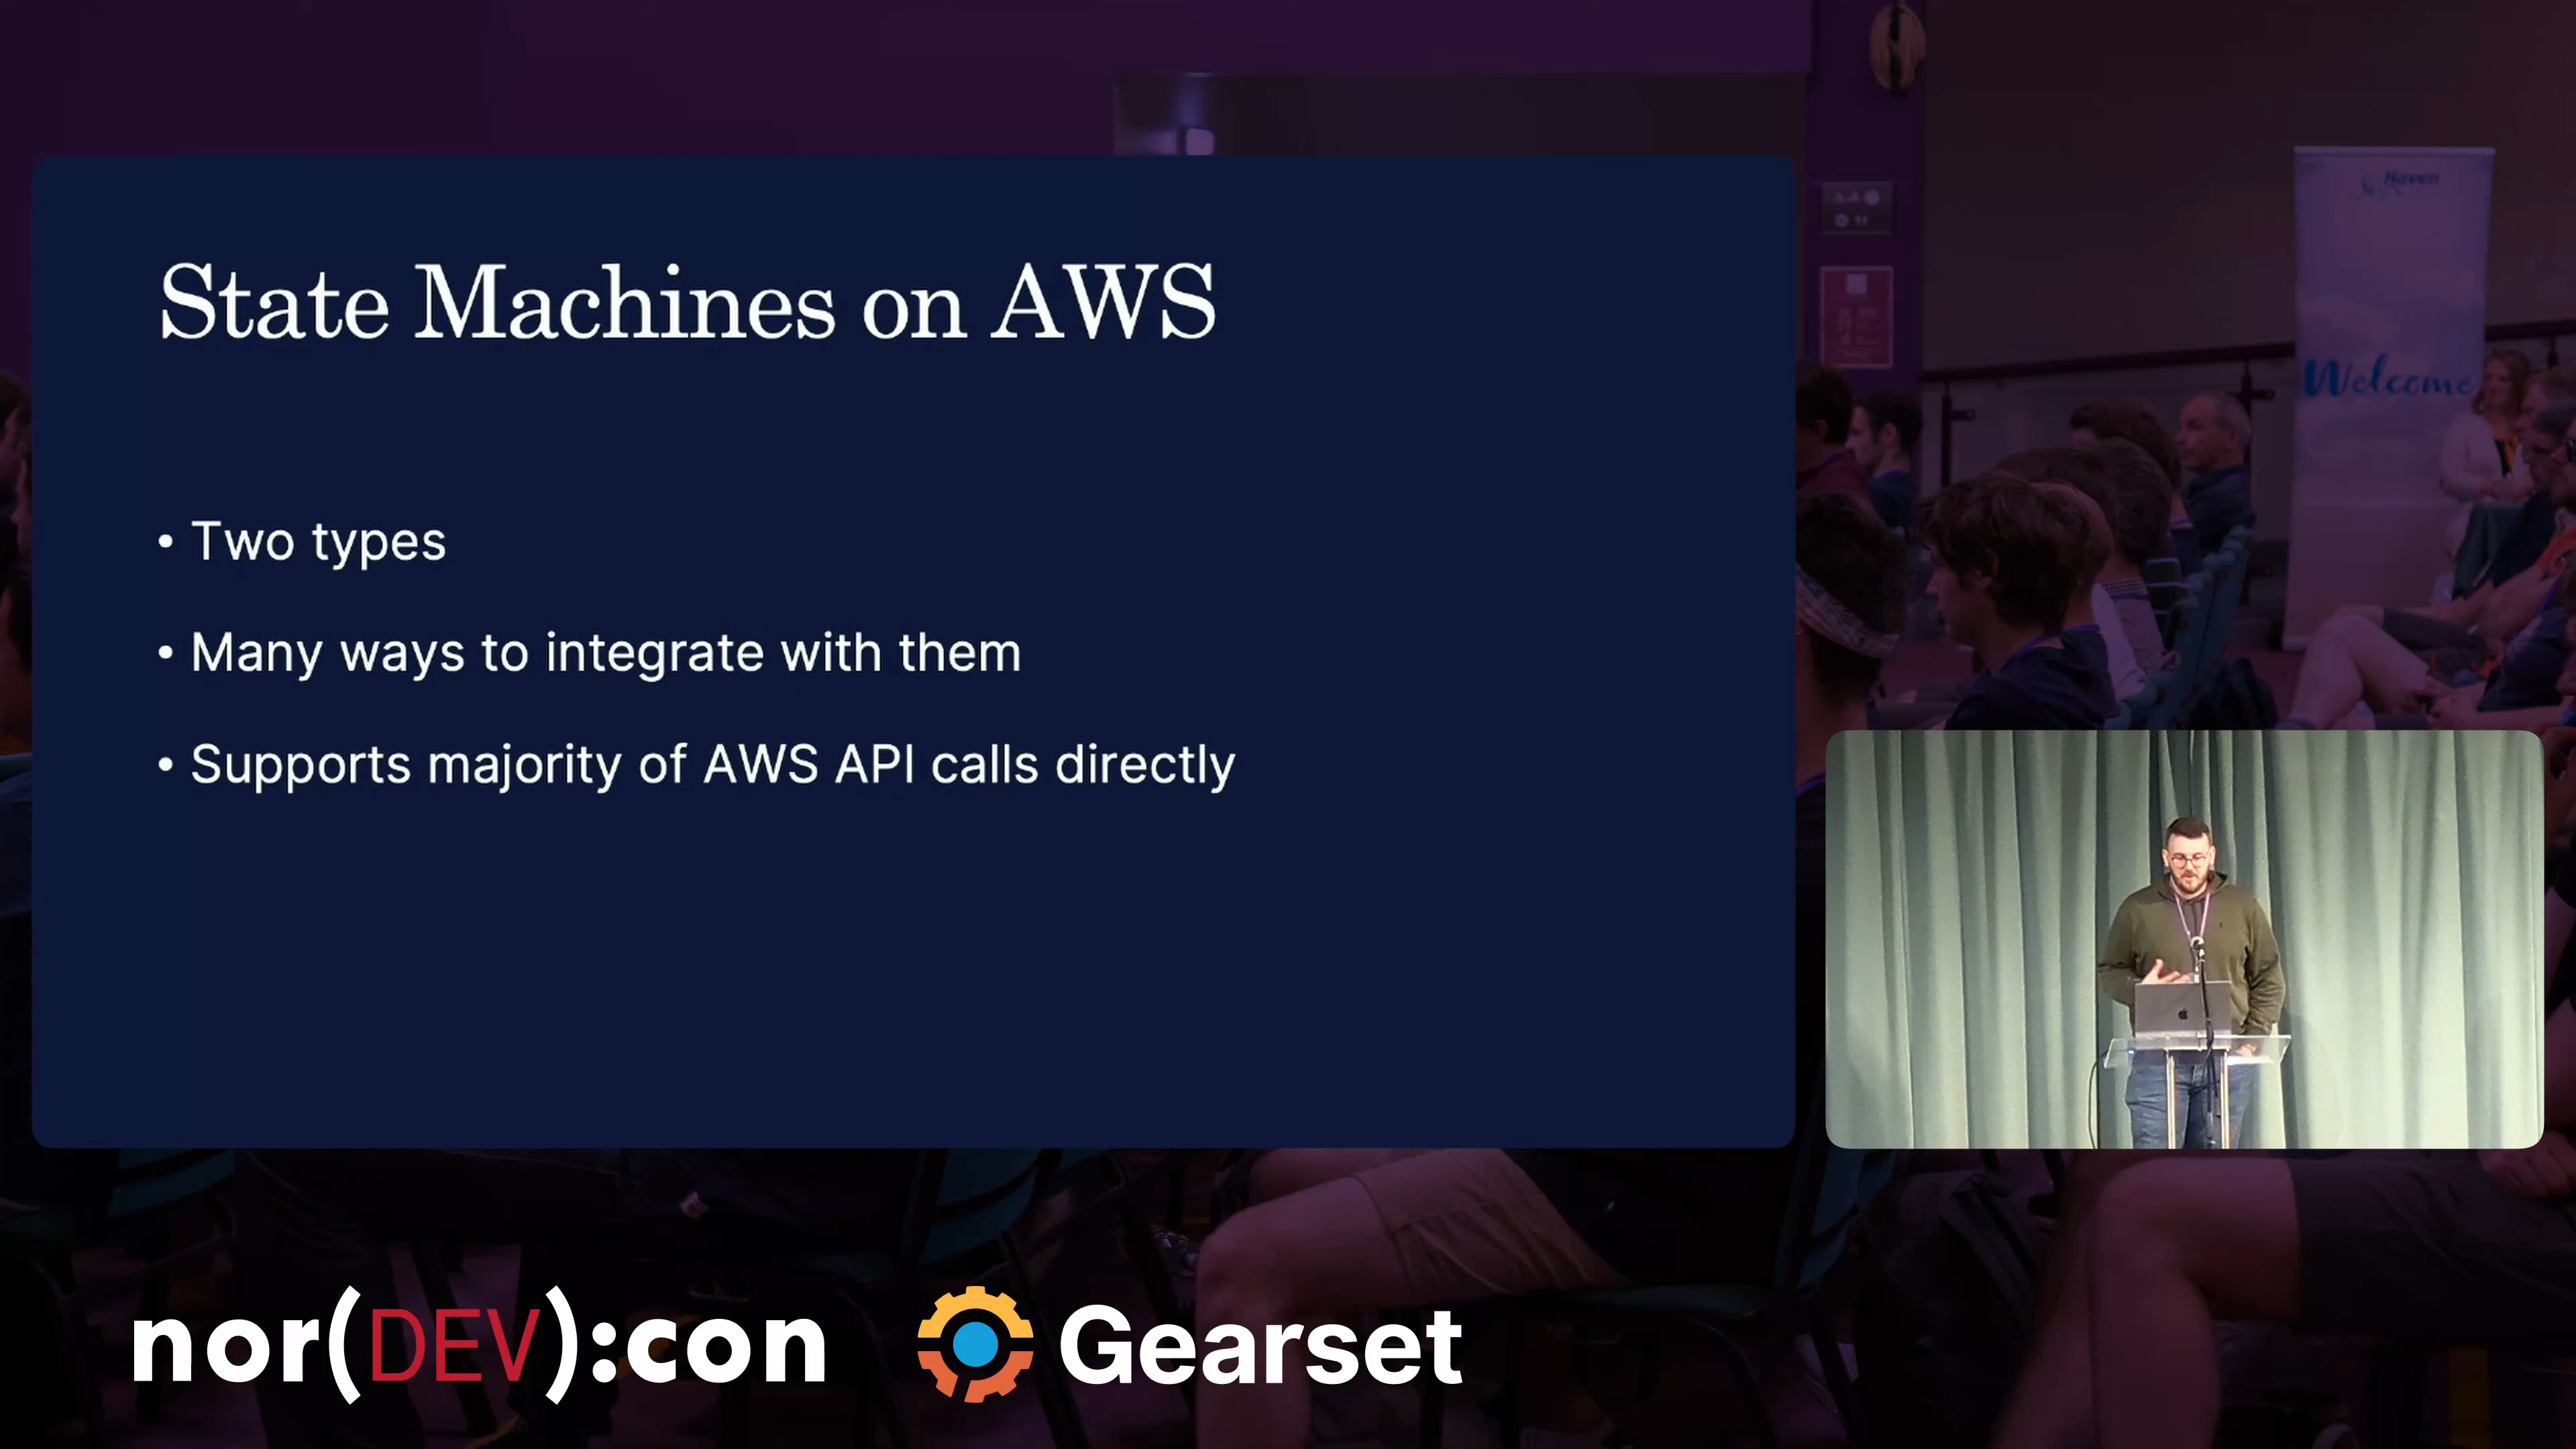 Haven
Welcome
State Machines on AWS
• Two types
• Many ways to integrate with them
• Supports majority of AWS API calls directly
nor(DEV):con
Gearset